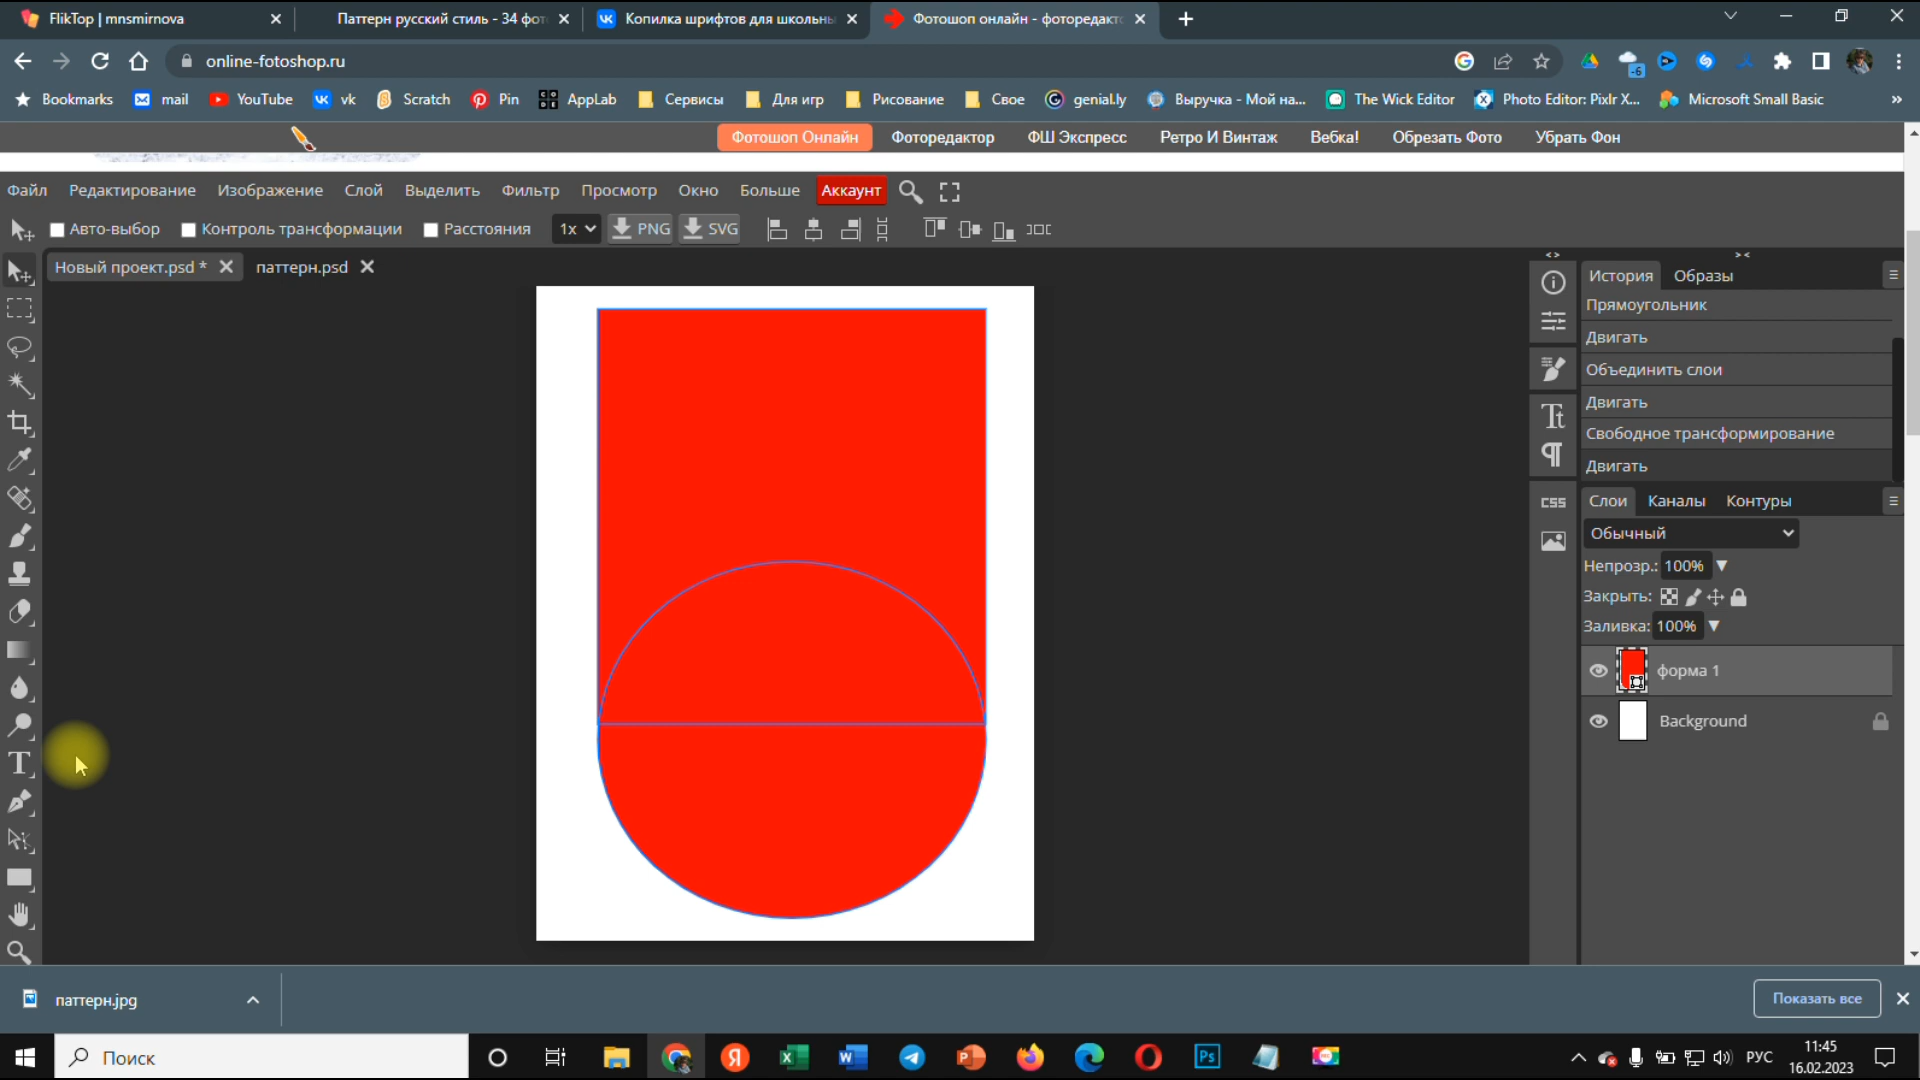 FlikTop | mnsmirnova
Паттерн русский стиль - 34 фот
Копилка шрифтов для школьны
Фотошоп онлайн - фоторедакто
online-fotoshop.ru
Bookmarks
mail
YouTube
vk
Scratch
Pin
AppLab
Сервисы
Для игр
Рисование
Свое
genial.ly
Выручка - Мой на...
The Wick Editor
Photo Editor: Pixlr X...
Microsoft Small Basic
»
Фотошоп Онлайн
Фоторедактор
ФШ Экспресс
Ретро И Винтаж
Вебка!
Обрезать Фото
Убрать Фон
Файл
Редактирование
Изображение
Слой
Выделить
Фильтр
Просмотр
Окно
Больше
Аккаунт
Авто-выбор
Контроль трансформации
Расстояния
1x
PNG
SVG
Новый проект.psd *
паттерн.psd
История
Образы
Прямоугольник
Двигать
Объединить слои
Двигать
Свободное трансформирование
Двигать
CSS
Слои
Каналы
Контуры
Обычный
Непрозр.: 100%
Закрыть:
Заливка: 100%
форма 1
Background
паттерн.jpg
Показать все
Поиск
РУС
11:45
16.02.2023